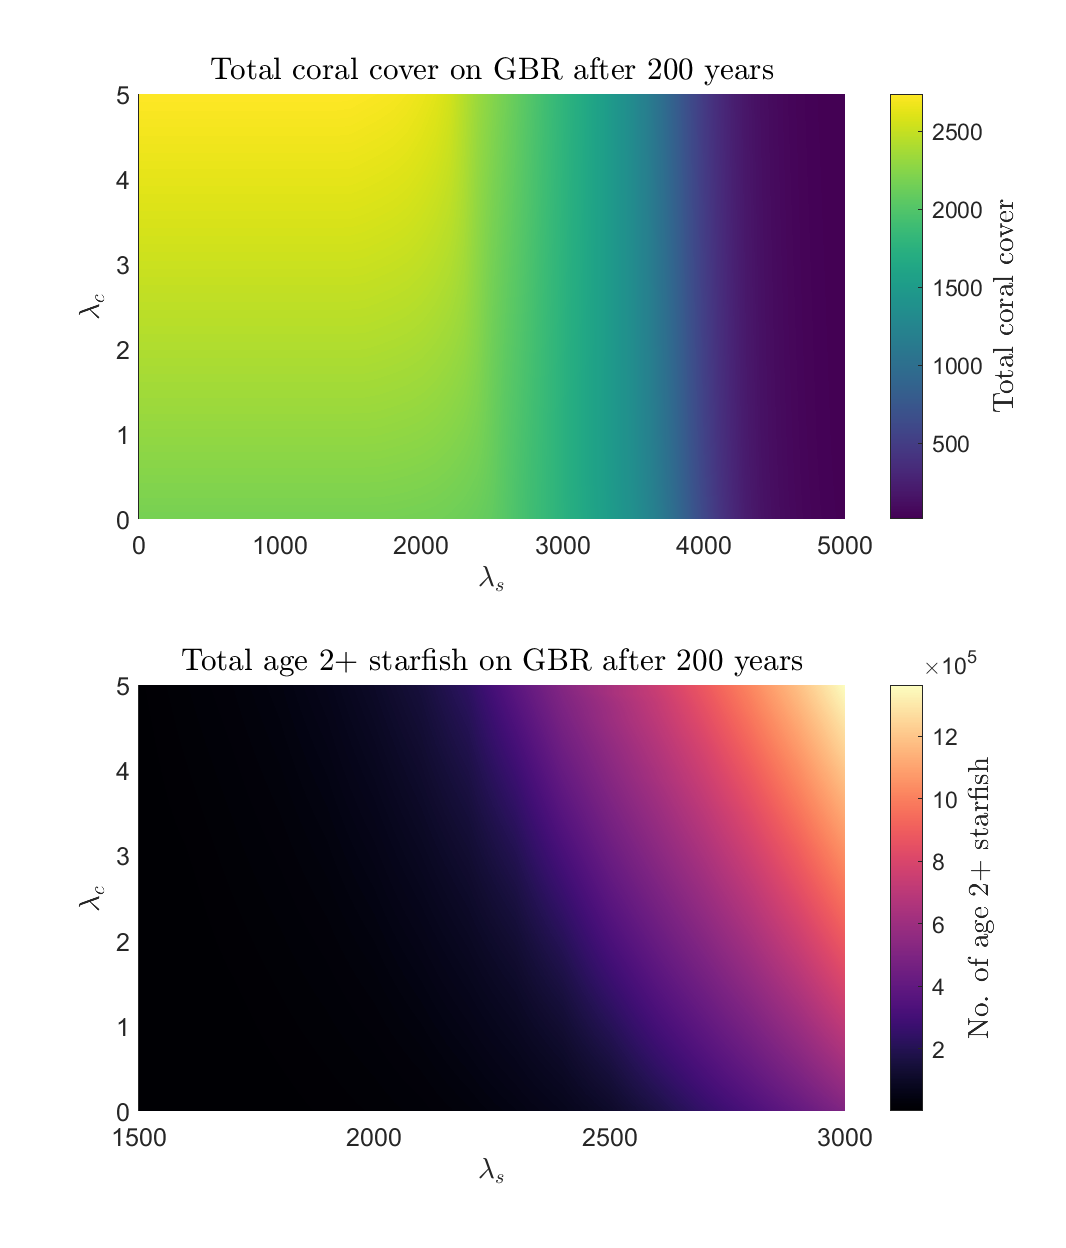 Total coral cover on GBR after 200 years
5
4
3
2
1
0
λc
0 1000 2000 3000 4000 5000
λs
2500
2000
1500
1000
500
Total coral cover
Total age 2+ starfish on GBR after 200 years
5
4
3
2
1
0
λc
1500 2000 2500 3000
λs
×10^5
12
10
8
6
4
2
No. of age 2+ starfish